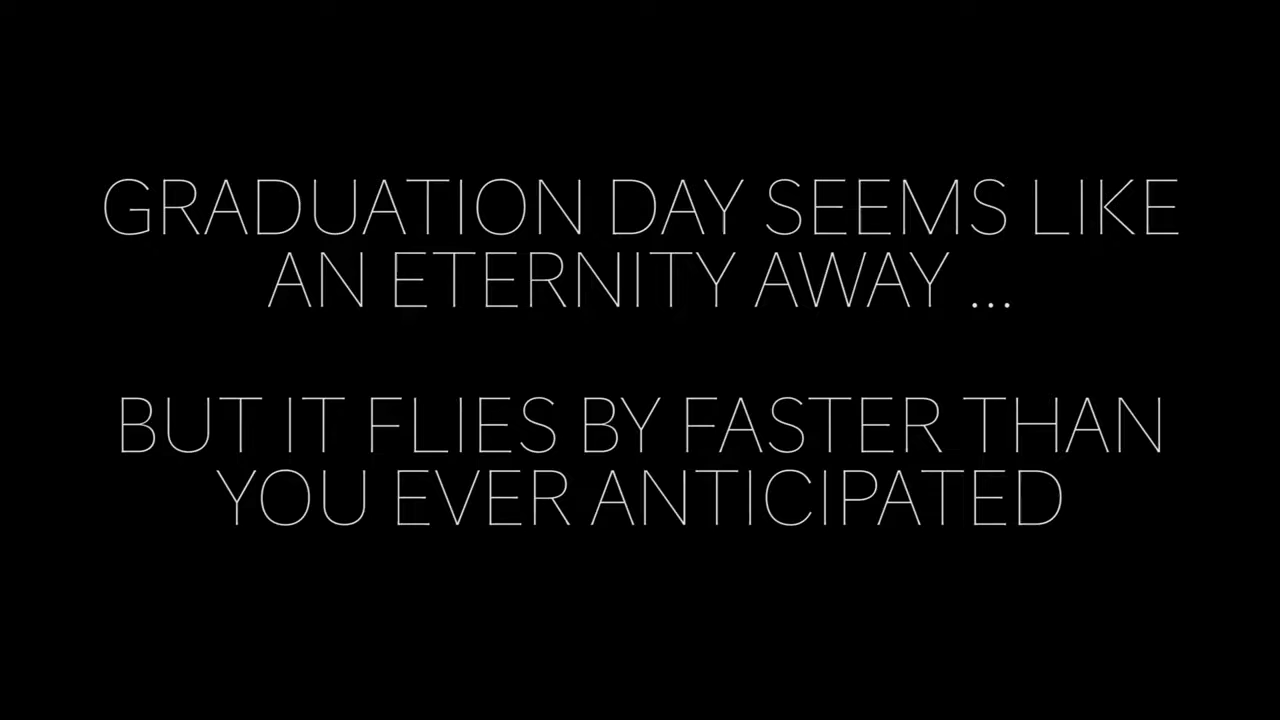 GRADUATION DAY SEEMS LIKE
AN ETERNITY AWAY ...
BUT IT FLIES BY FASTER THAN
YOU EVER ANTICIPATED